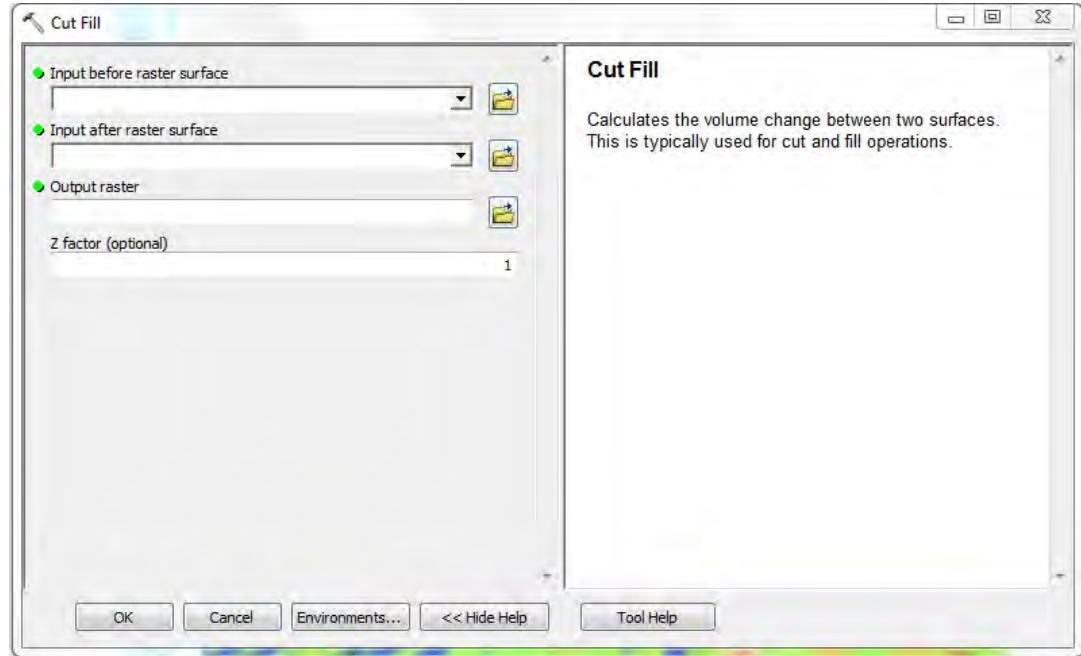 Cut Fill
Input before raster surface
Input after raster surface
Output raster
Z factor (optional)
1
Cut Fill
Calculates the volume change between two surfaces.
This is typically used for cut and fill operations.
OK Cancel Environments... << Hide Help Tool Help